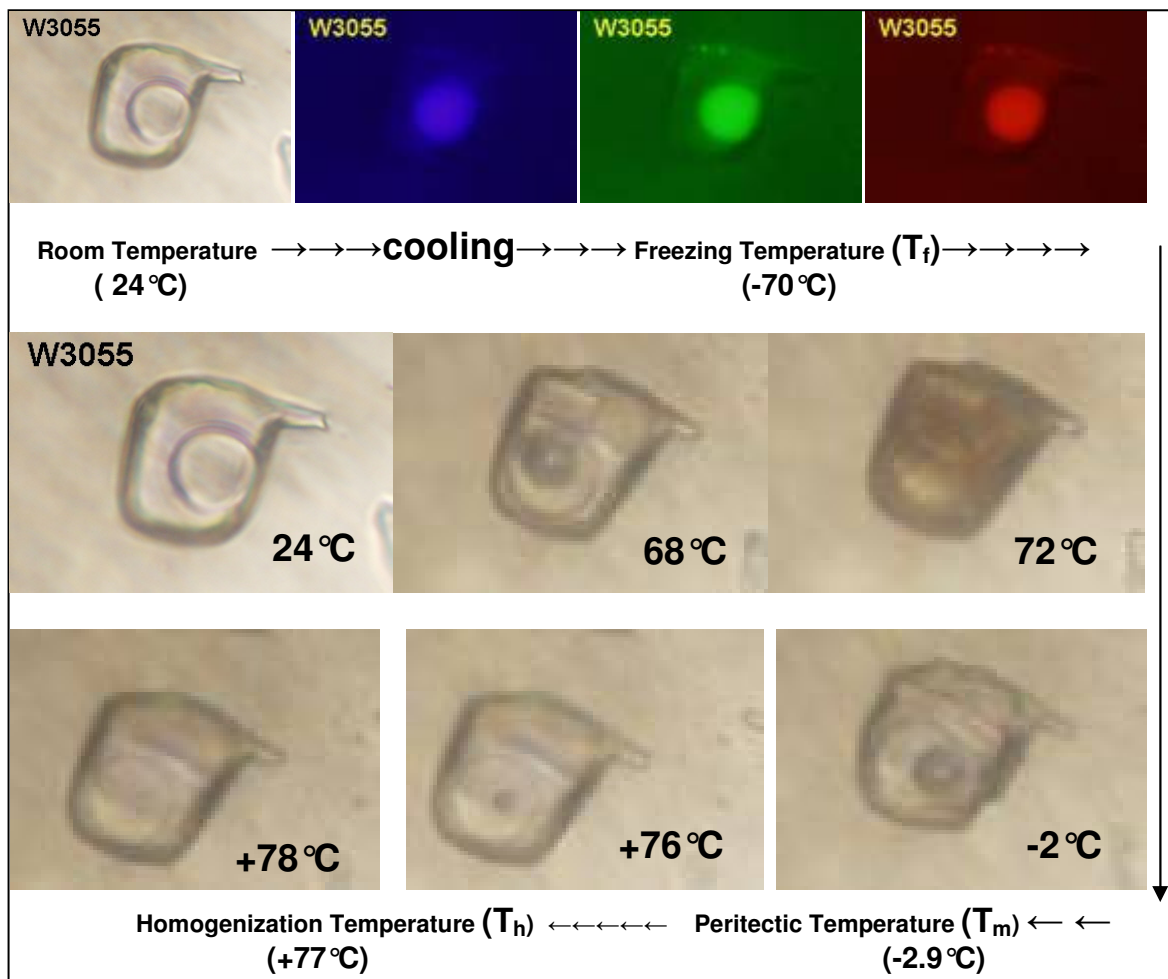 W3055 W3055 W3055 W3055
Room Temperature →→→→cooling→→→→ Freezing Temperature (Tf)→→→→→
( 24°C) (-70°C)
W3055
24°C 68°C 72°C
+78°C +76°C -2°C
Homogenization Temperature (Th) ←←←←←← Peritectic Temperature (Tm) ← ←
(+77°C) (-2.9°C)